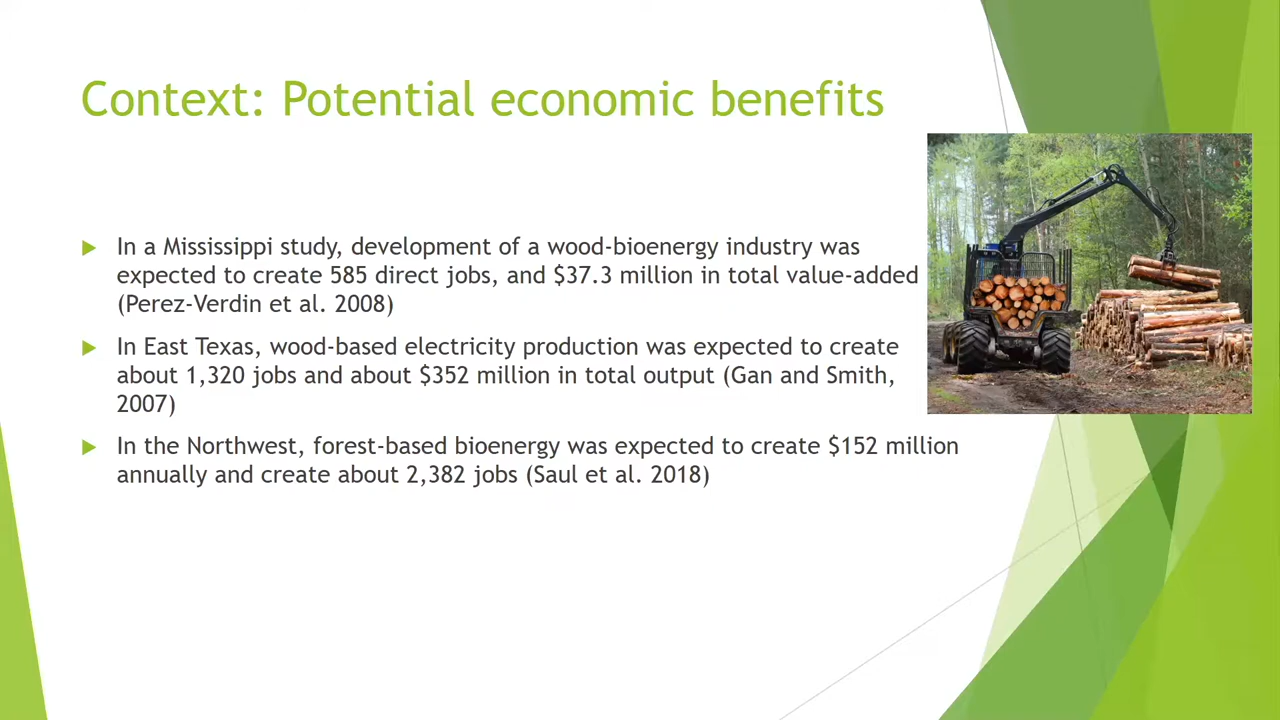 Context: Potential economic benefits
In a Mississippi study, development of a wood-bioenergy industry was
expected to create 585 direct jobs, and $37.3 million in total value-added
(Perez-Verdin et al. 2008)
In East Texas, wood-based electricity production was expected to create
about 1,320 jobs and about $352 million in total output (Gan and Smith,
2007)
In the Northwest, forest-based bioenergy was expected to create $152 million
annually and create about 2,382 jobs (Saul et al. 2018)